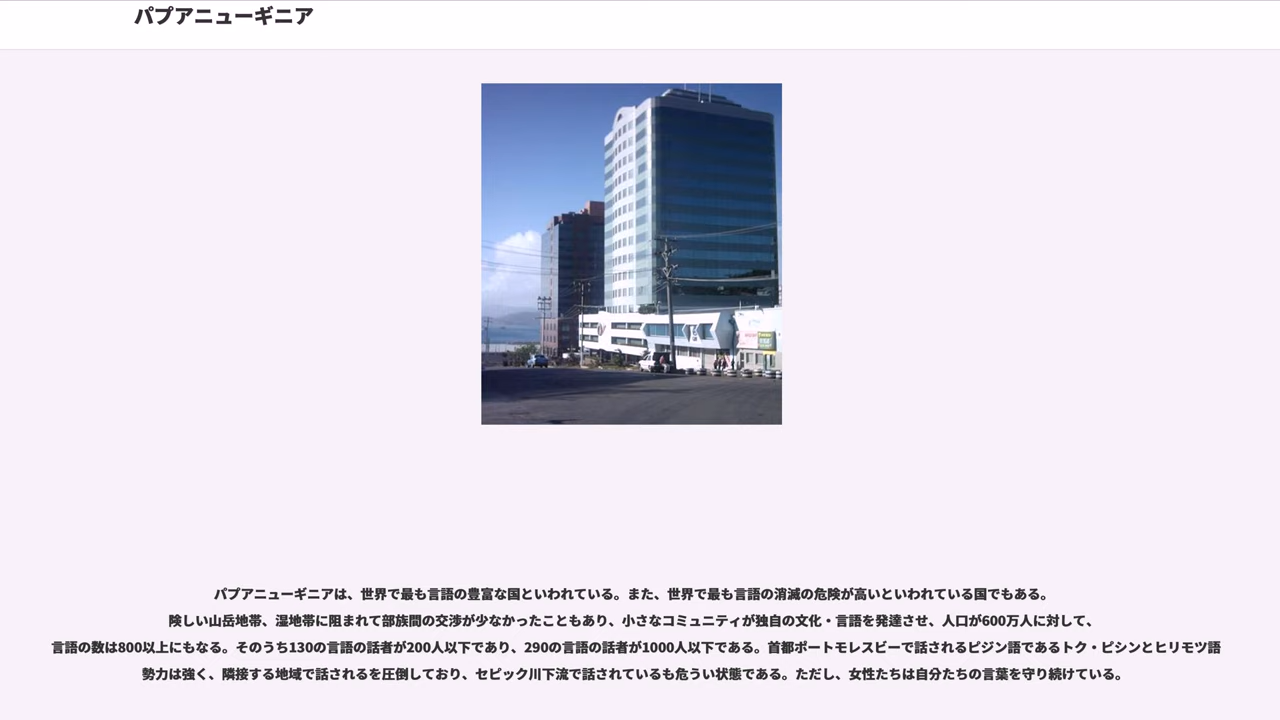 パプアニューギニア
パプアニューギニアは、世界で最も言語の豊富な国といわれている。また、世界で最も言語の消滅の危険が高いといわれている国でもある。
険しい山岳地帯、湿地帯に阻まれて部族間の交渉が少なかったこともあり、小さなコミュニティが独自の文化・言語を発達させ、人口が600万人に対して、
言語の数は800以上にもなる。そのうち130の言語の話者が200人以下であり、290の言語の話者が1000人以下である。首都ポートモレスビーで話されるピジン語であるトク・ピシンとヒリモツ語
勢力は強く、隣接する地域で話されるを圧倒しており、セピック川下流で話されているも危うい状態である。ただし、女性たちは自分たちの言葉を守り続けている。